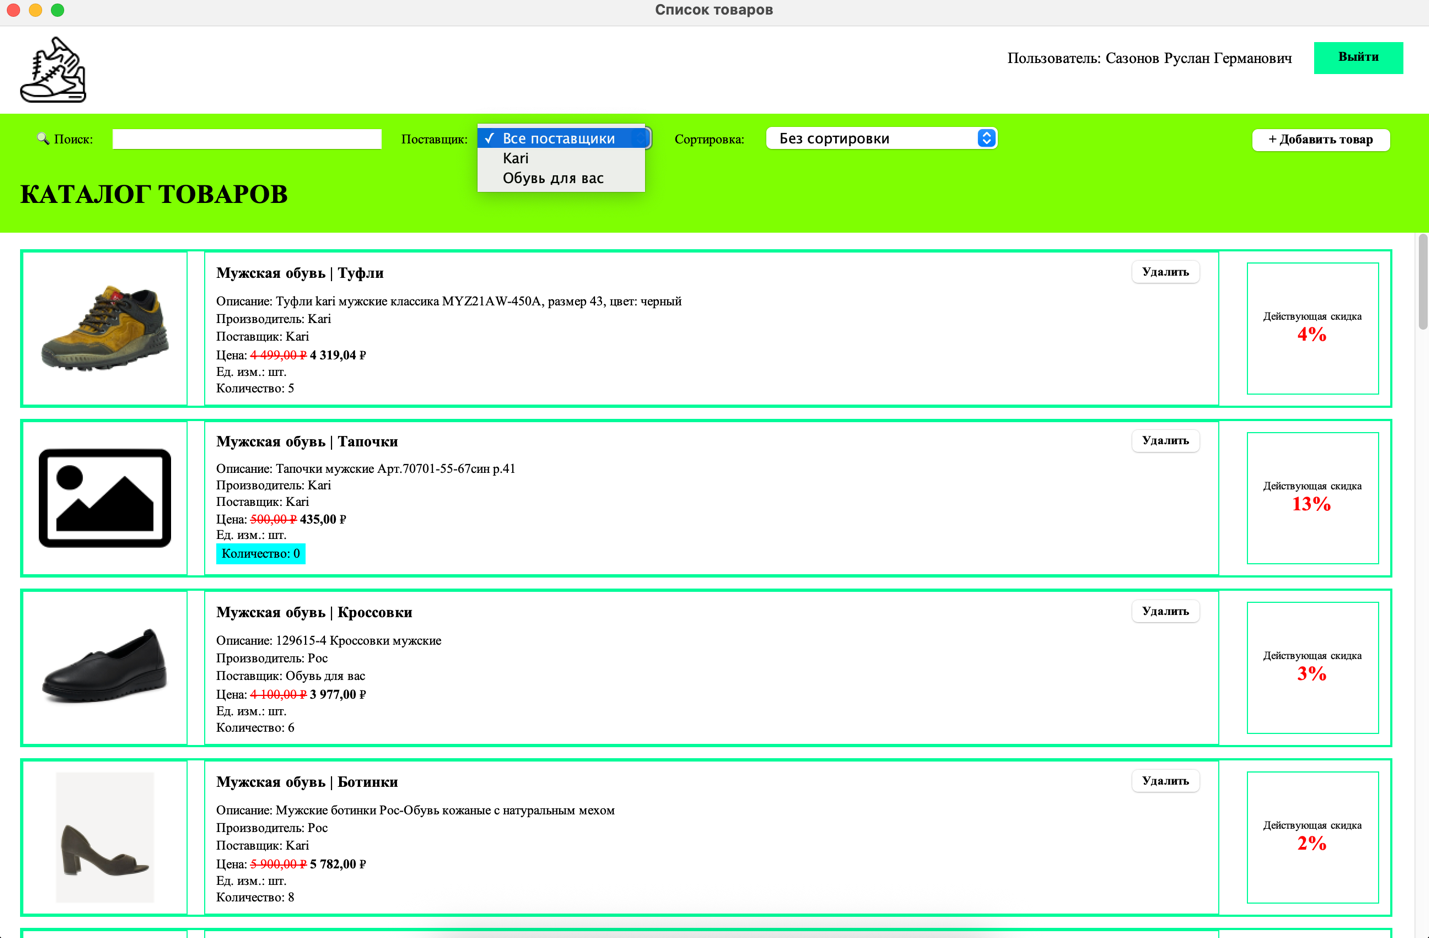 Список товаров
Пользователь: Сазонов Руслан Германович
Выйти
Поиск:
Поставщик:
✓ Все поставщики
Kari
Обувь для вас
Сортировка:
Без сортировки
+ Добавить товар
КАТАЛОГ ТОВАРОВ
Мужская обувь | Туфли
Удалить
Описание: Туфли kari мужские классика MYZ21AW-450A, размер 43, цвет: черный
Производитель: Kari
Поставщик: Kari
Цена: 4 499,00 ₽ 4 319,04 ₽
Ед. изм.: шт.
Количество: 5
Действующая скидка
4%
Мужская обувь | Тапочки
Удалить
Описание: Тапочки мужские Арт.70701-55-67син р.41
Производитель: Kari
Поставщик: Kari
Цена: 500,00 ₽ 435,00 ₽
Ед. изм.: шт.
Количество: 0
Действующая скидка
13%
Мужская обувь | Кроссовки
Удалить
Описание: 129615-4 Кроссовки мужские
Производитель: Рос
Поставщик: Обувь для вас
Цена: 4 100,00 ₽ 3 977,00 ₽
Ед. изм.: шт.
Количество: 6
Действующая скидка
3%
Мужская обувь | Ботинки
Удалить
Описание: Мужские ботинки Рос-Обувь кожаные с натуральным мехом
Производитель: Рос
Поставщик: Kari
Цена: 5 900,00 ₽ 5 782,00 ₽
Ед. изм.: шт.
Количество: 8
Действующая скидка
2%